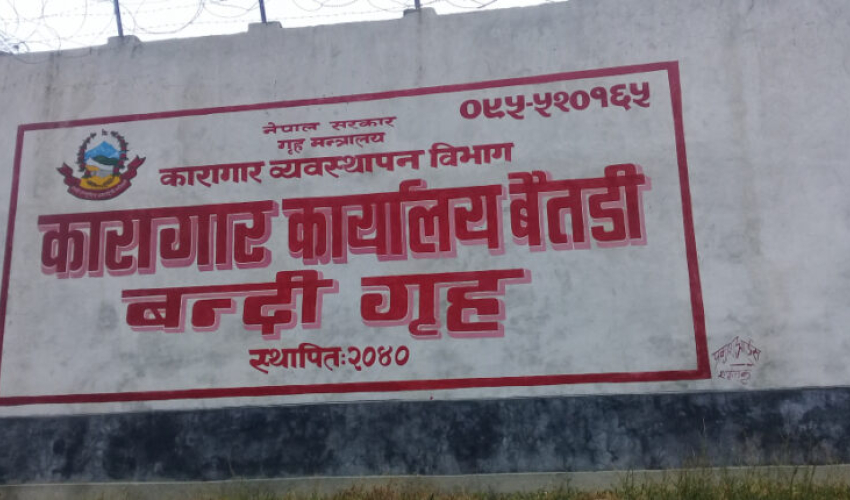 ०९५-५२०१६५
नेपाल सरकार
गृह मन्त्रालय
कारागार व्यवस्थापन विभाग
कारागार कार्यालय बैतडी
बन्दी गृह
स्थापितः२०४०